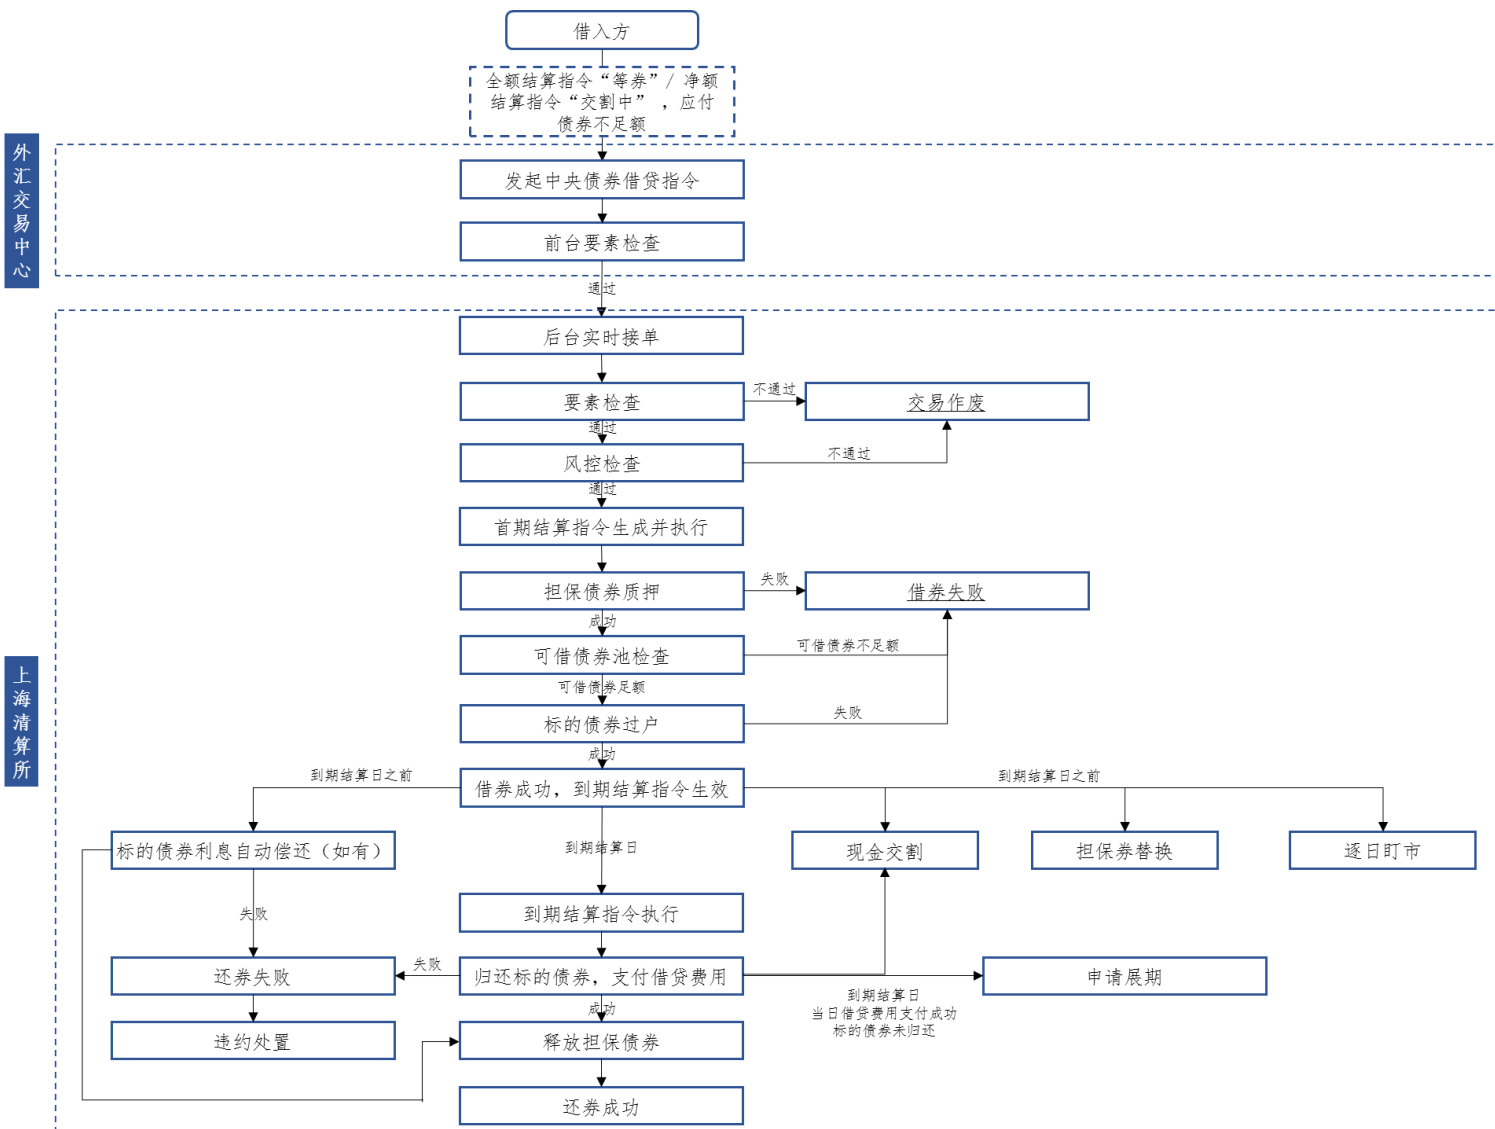 借入方
全额结算指令“等券”/ 净额
结算指令“交割中”，应付
债券不足额
外汇交易中心
发起中央债券借贷指令
前台要素检查
通过
上海清算所
后台实时接单
要素检查
不通过
交易作废
通过
风控检查
不通过
通过
首期结算指令生成并执行
担保债券质押
失败
借券失败
成功
可借债券池检查
可借债券不足额
可借债券足额
标的债券过户
失败
成功
到期结算日之前
借券成功，到期结算指令生效
到期结算日之前
标的债券利息自动偿还（如有）
到期结算日
现金交割
担保券替换
逐日盯市
失败
到期结算指令执行
还券失败
失败
归还标的债券，支付借贷费用
申请展期
到期结算日
当日借贷费用支付成功
标的债券未归还
成功
违约处置
释放担保债券
还券成功